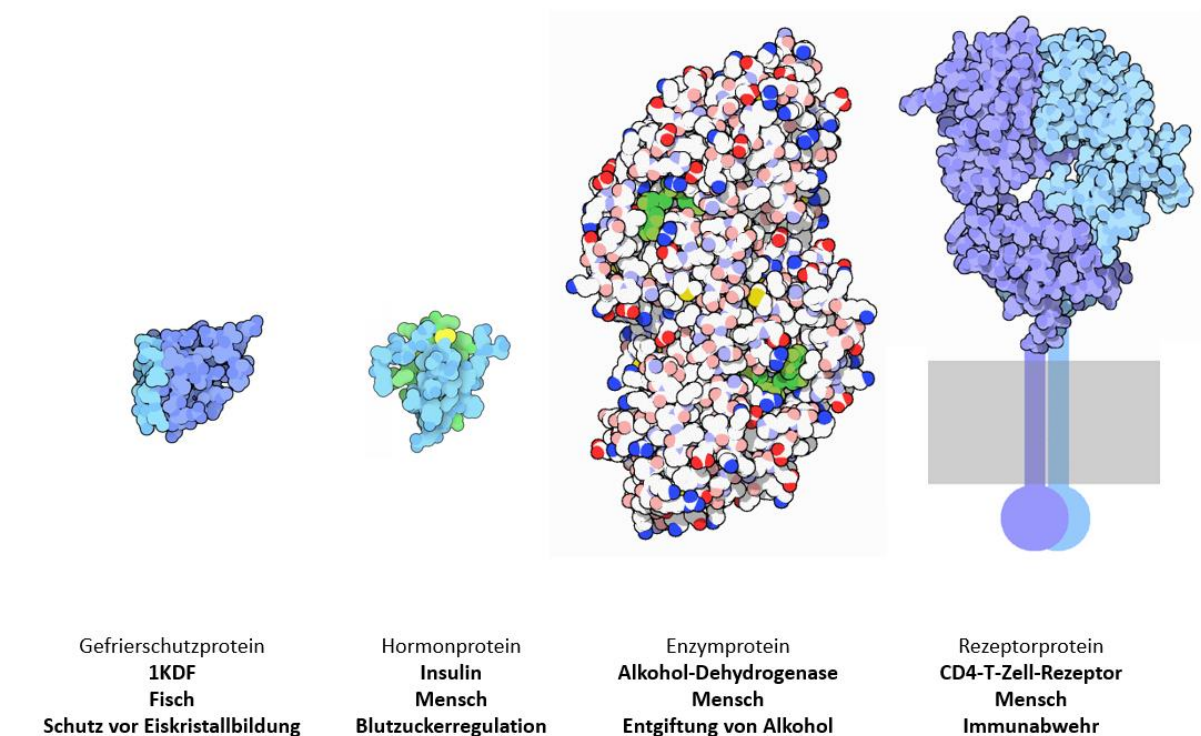 Gefrierschutzprotein
1KDF
Fisch
Schutz vor Eiskristallbildung
Hormonprotein
Insulin
Mensch
Blutzuckerregulation
Enzymprotein
Alkohol-Dehydrogenase
Mensch
Entgiftung von Alkohol
Rezeptorprotein
CD4-T-Zell-Rezeptor
Mensch
Immunabwehr